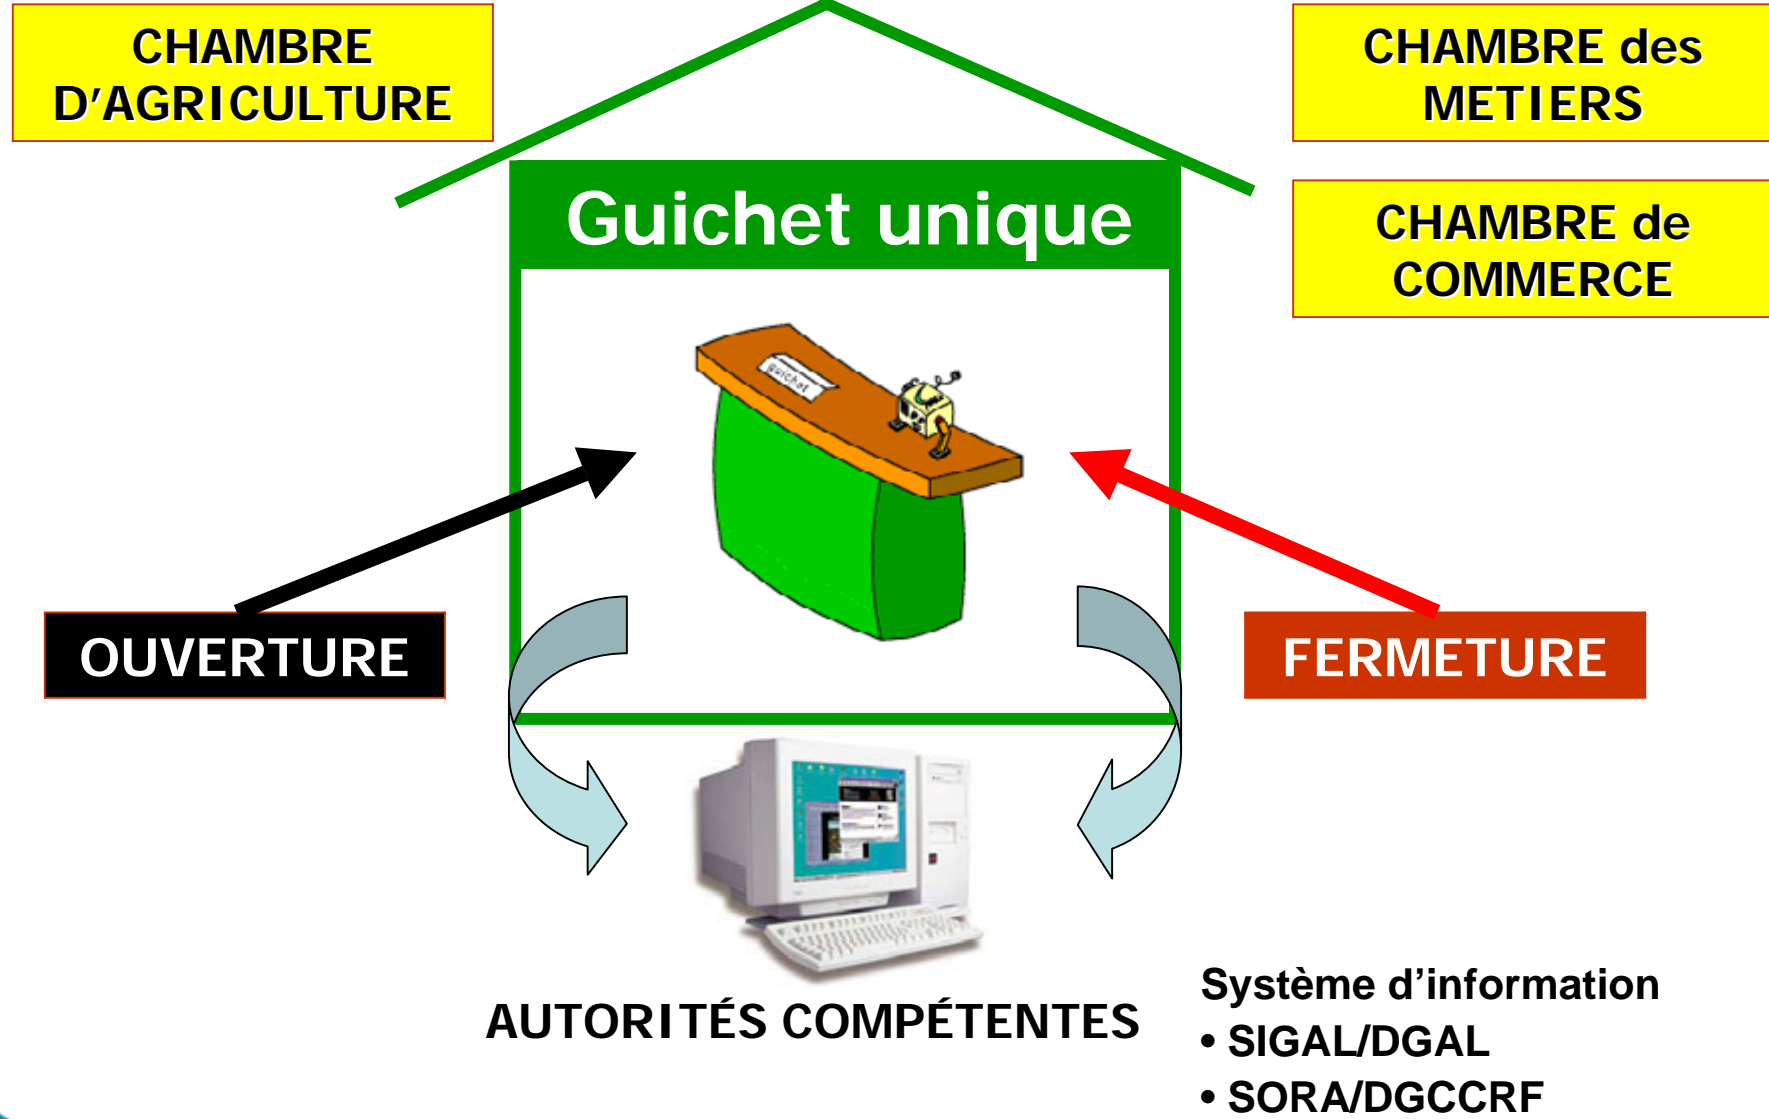 CHAMBRE
D'AGRICULTURE
CHAMBRE des
METIERS
CHAMBRE de
COMMERCE
Guichet unique
guichet
OUVERTURE
FERMETURE
AUTORITÉS COMPÉTENTES
Système d'information
• SIGAL/DGAL
• SORA/DGCCRF